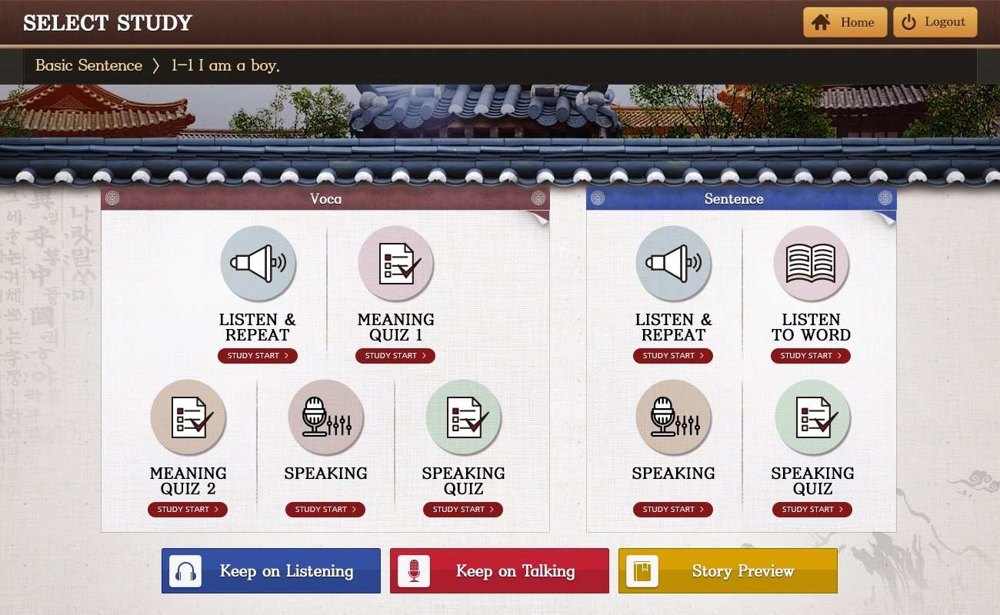 SELECT STUDY
Home
Logout
Basic Sentence 〉 1-1 I am a boy.
Voca
LISTEN &
REPEAT
STUDY START >
MEANING
QUIZ 1
STUDY START >
MEANING
QUIZ 2
STUDY START >
SPEAKING
STUDY START >
SPEAKING
QUIZ
STUDY START >
Sentence
LISTEN &
REPEAT
STUDY START >
LISTEN
TO WORD
STUDY START >
SPEAKING
STUDY START >
SPEAKING
QUIZ
STUDY START >
Keep on Listening
Keep on Talking
Story Preview